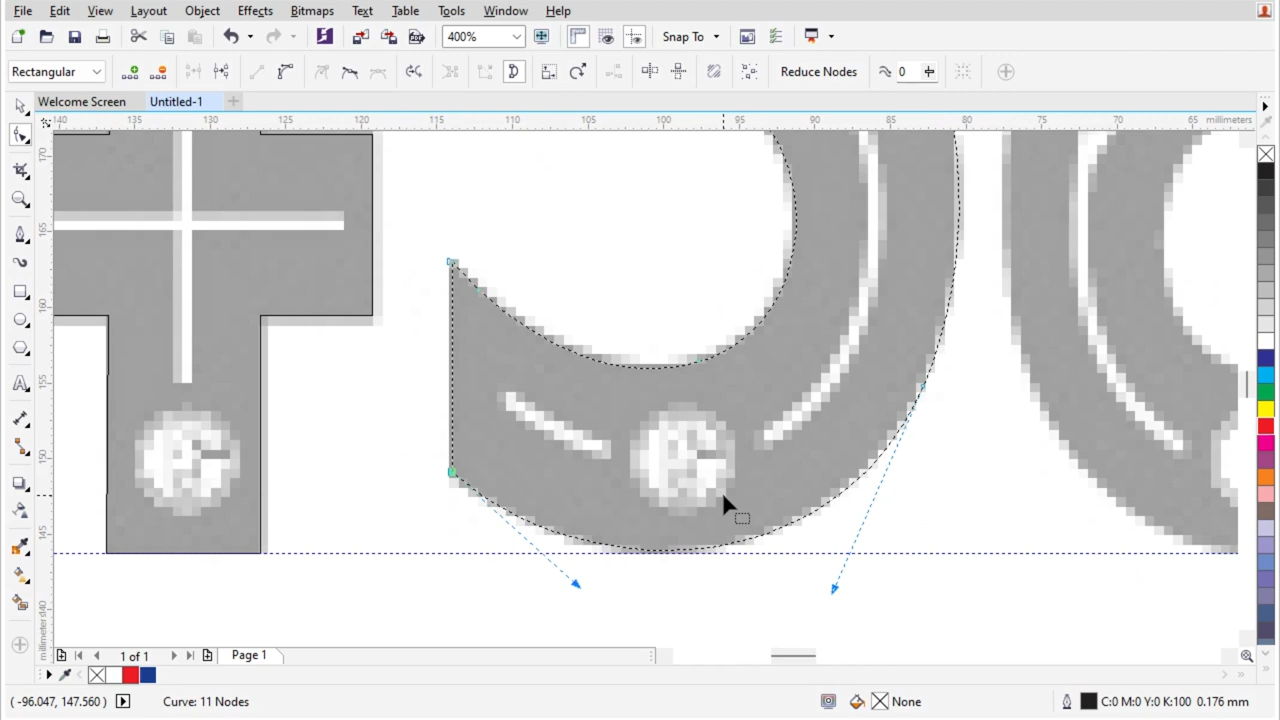 File Edit View Layout Object Effects Bitmaps Text Table Tools Window Help
400% Snap To
Rectangular Reduce Nodes 0
Welcome Screen Untitled-1
140 130 125 120 115 110 105 100 95 90 85 80 75 70 65 millimeters
170
165
160
155
150
145
140
millimeters
1 of 1 Page 1
( -96.047, 147.560 ) Curve: 11 Nodes None C:0 M:0 Y:0 K:100 0.176 mm